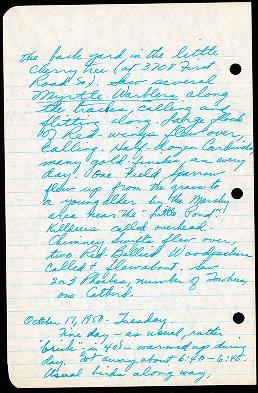 the back yard in the little
cherry tree (at 3708 First
Road So.). Saw several
Myrtle Warblers along
the tracks, calling and
flitting along. Large flock
of Red-wings flew over,
calling. Half-dozen Cardinals,
many gold-finches, as every
day. One Field Sparrow
flew up from the grass to
a young elder by the marshy
area near the "Little Pond".
Killdeers called overhead.
Chimney Swifts flew over,
two Red-Bellied Woodpeckers
called & flew about. Saw
2 or 3 Phoebes, number of Towhees,
one Catbird.
October 17, 1950 - Tuesday.
Fine day - as usual, rather
"brisk" - in 40s - warmed up during
day. Got away about 6:40 - 6:45.
Usual birds along way,